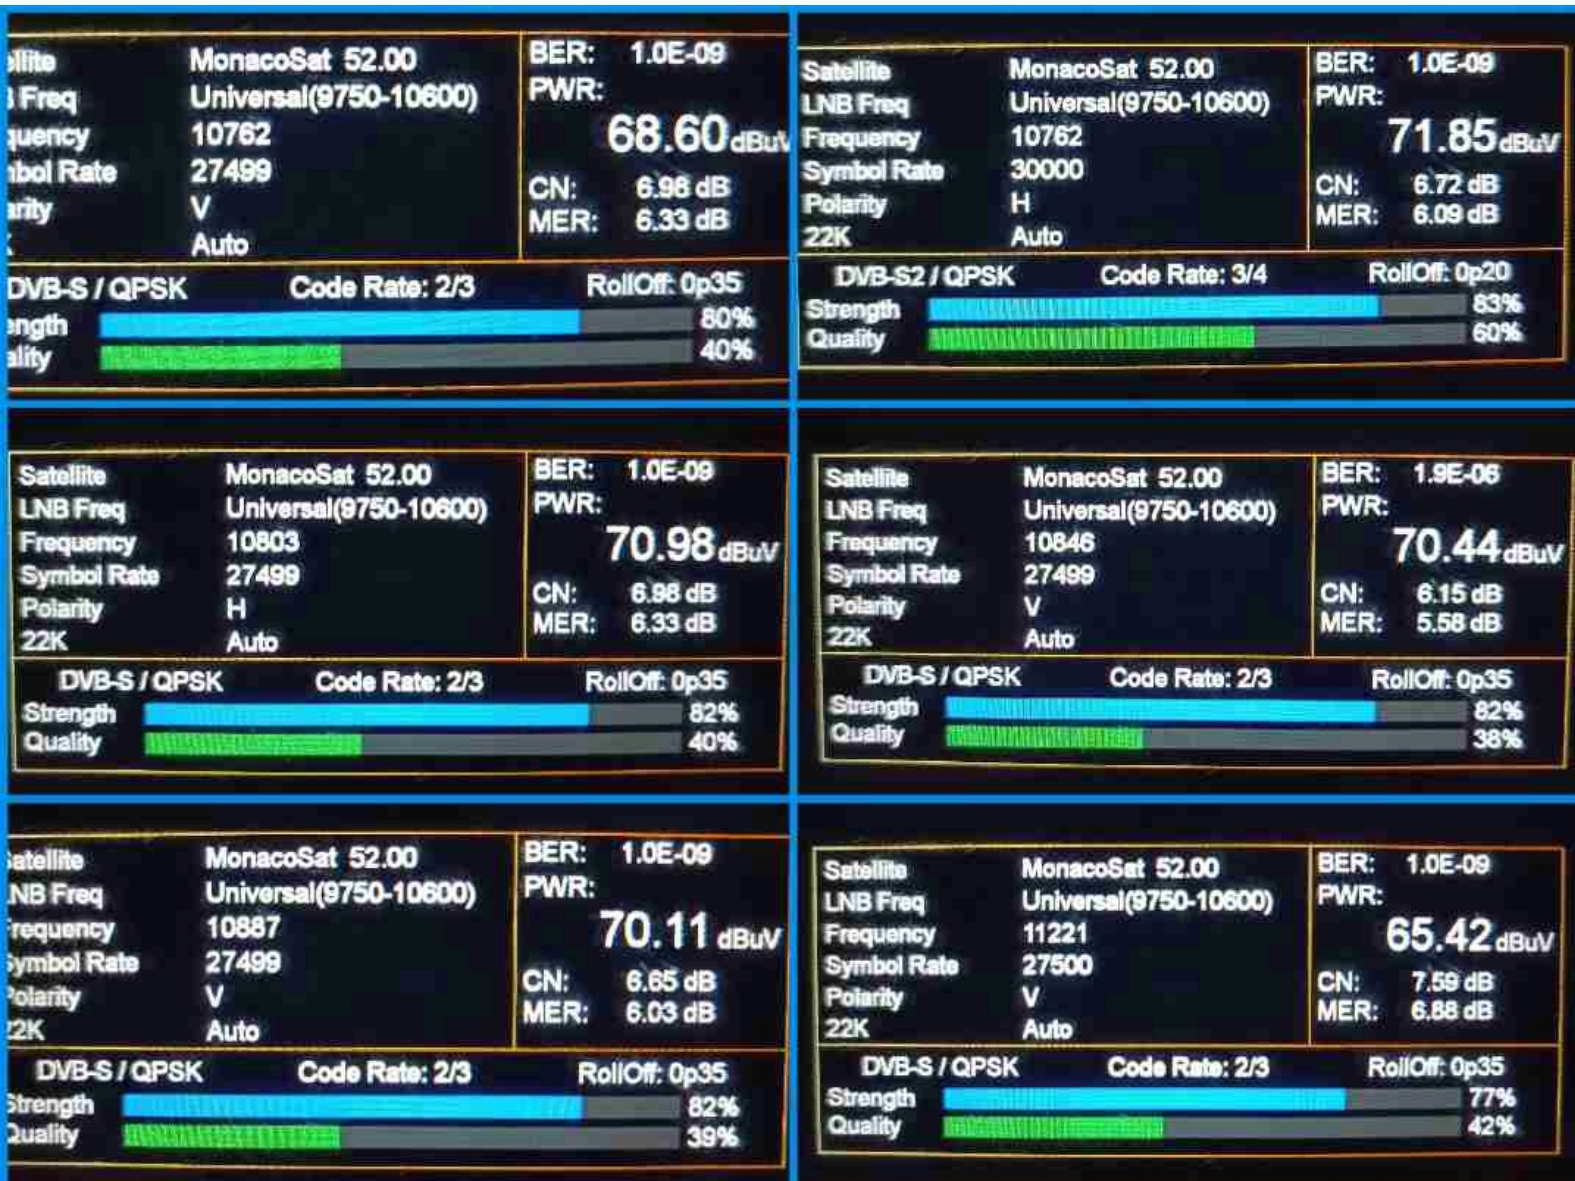 ellite MonacoSat 52.00 BER: 1.0E-09
Freq Universal(9750-10600) PWR:
quency 10762 68.60 dBuV
nbol Rate 27499
arity V CN: 6.98 dB
Auto MER: 6.33 dB
DVB-S / QPSK Code Rate: 2/3 RollOff: 0p35
ength 80%
ality 40%
Satellite MonacoSat 52.00 BER: 1.0E-09
LNB Freq Universal(9750-10600) PWR:
Frequency 10762 71.85 dBuV
Symbol Rate 30000
Polarity H CN: 6.72 dB
22K Auto MER: 6.09 dB
DVB-S2 / QPSK Code Rate: 3/4 RollOff: 0p20
Strength 83%
Quality 60%
Satellite MonacoSat 52.00 BER: 1.0E-09
LNB Freq Universal(9750-10600) PWR:
Frequency 10803 70.98 dBuV
Symbol Rate 27499
Polarity H CN: 6.98 dB
22K Auto MER: 6.33 dB
DVB-S / QPSK Code Rate: 2/3 RollOff: 0p35
Strength 82%
Quality 40%
Satellite MonacoSat 52.00 BER: 1.9E-06
LNB Freq Universal(9750-10600) PWR:
Frequency 10846 70.44 dBuV
Symbol Rate 27499
Polarity V CN: 6.15 dB
22K Auto MER: 5.58 dB
DVB-S / QPSK Code Rate: 2/3 RollOff: 0p35
Strength 82%
Quality 38%
Satellite MonacoSat 52.00 BER: 1.0E-09
NB Freq Universal(9750-10600) PWR:
requency 10887 70.11 dBuV
Symbol Rate 27499
Polarity V CN: 6.65 dB
22K Auto MER: 6.03 dB
DVB-S / QPSK Code Rate: 2/3 RollOff: 0p35
Strength 82%
Quality 39%
Satellite MonacoSat 52.00 BER: 1.0E-09
LNB Freq Universal(9750-10600) PWR:
Frequency 11221 65.42 dBuV
Symbol Rate 27500
Polarity V CN: 7.59 dB
22K Auto MER: 6.88 dB
DVB-S / QPSK Code Rate: 2/3 RollOff: 0p35
Strength 77%
Quality 42%